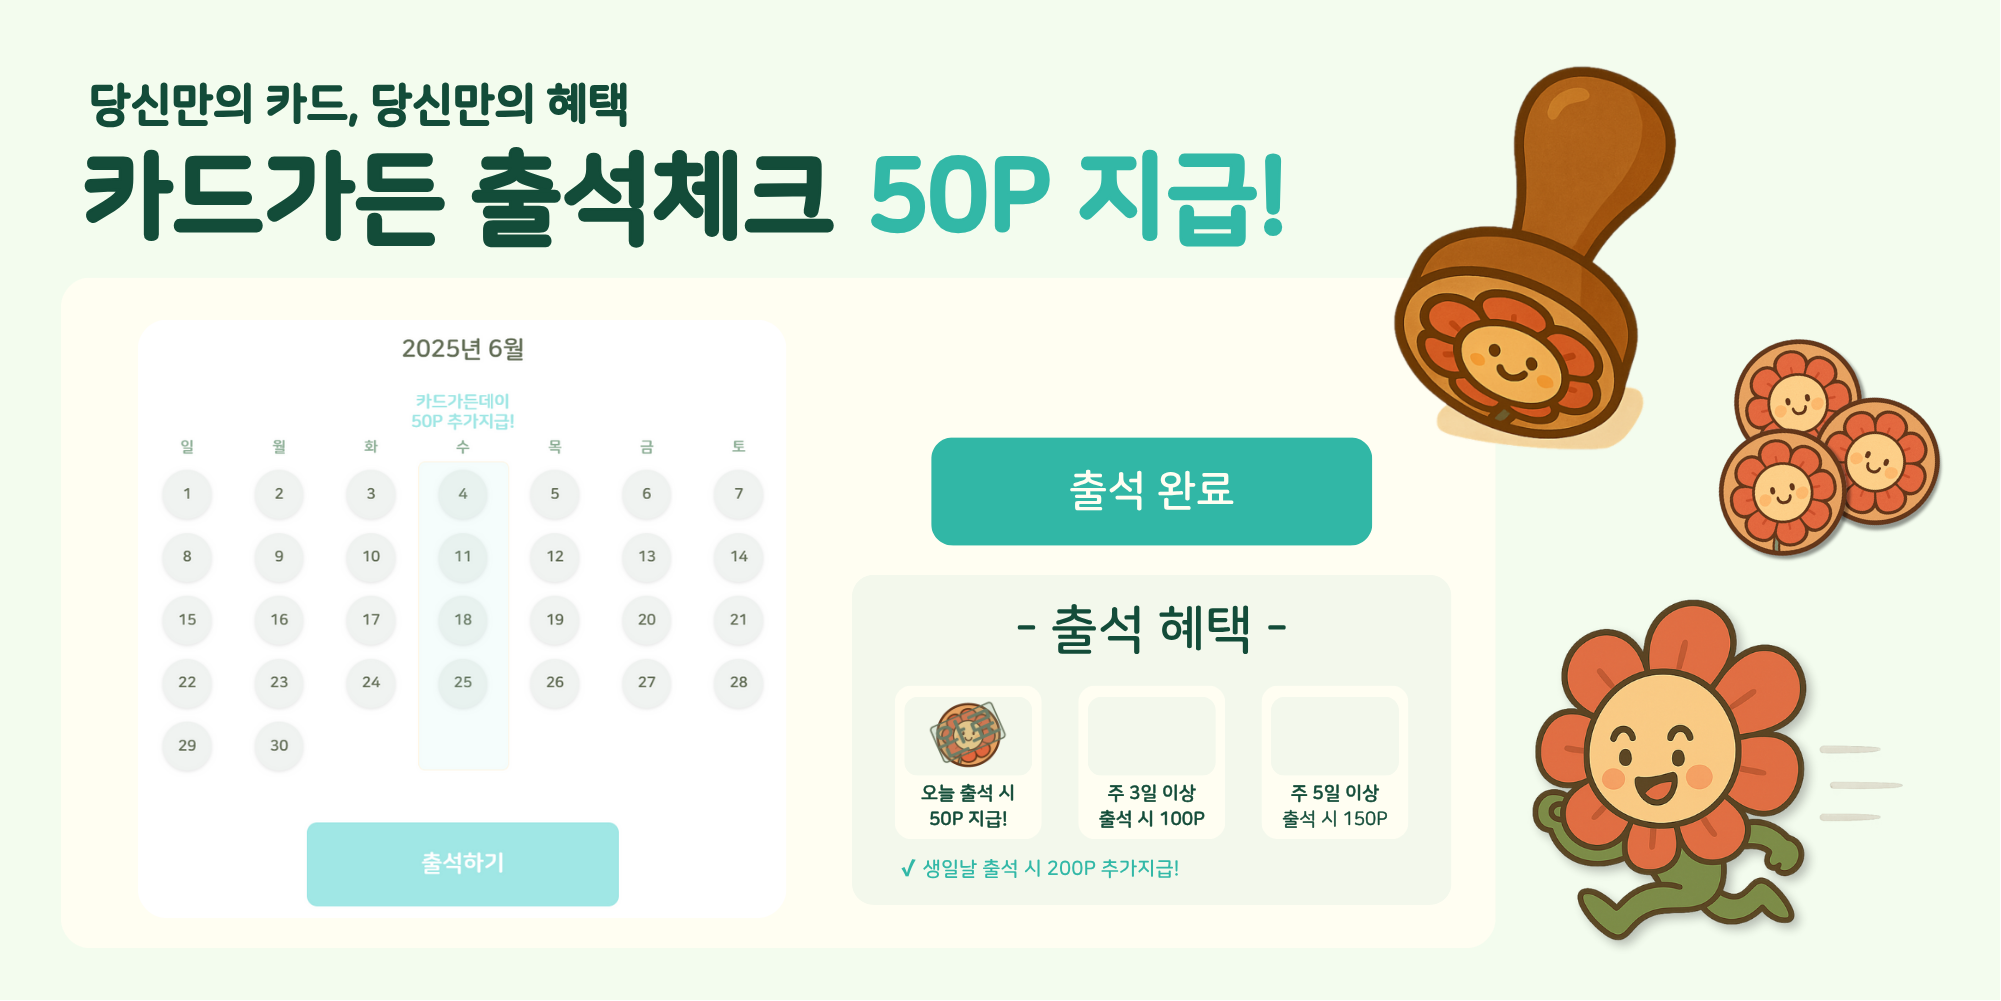 당신만의 카드, 당신만의 혜택
카드가든 출석체크 50P 지급!
2025년 6월
카드가든데이
50P 추가지급!
일 월 화 수 목 금 토
1 2 3 4 5 6 7
8 9 10 11 12 13 14
15 16 17 18 19 20 21
22 23 24 25 26 27 28
29 30
출석하기
출석 완료
- 출석 혜택 -
오늘 출석 시
50P 지급!
주 3일 이상
출석 시 100P
주 5일 이상
출석 시 150P
✓ 생일날 출석 시 200P 추가지급!